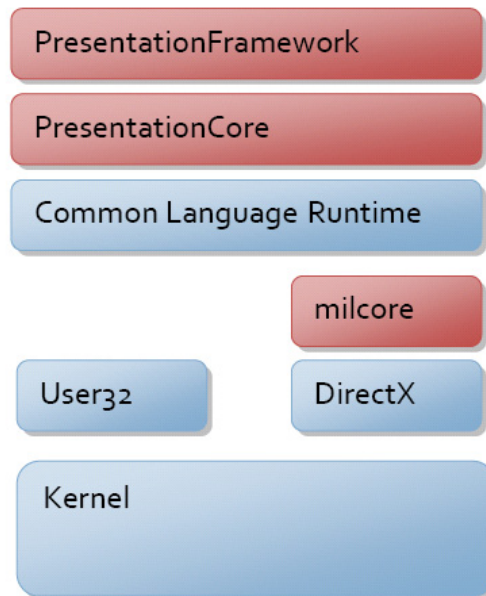 PresentationFramework
PresentationCore
Common Language Runtime
milcore
User32
DirectX
Kernel